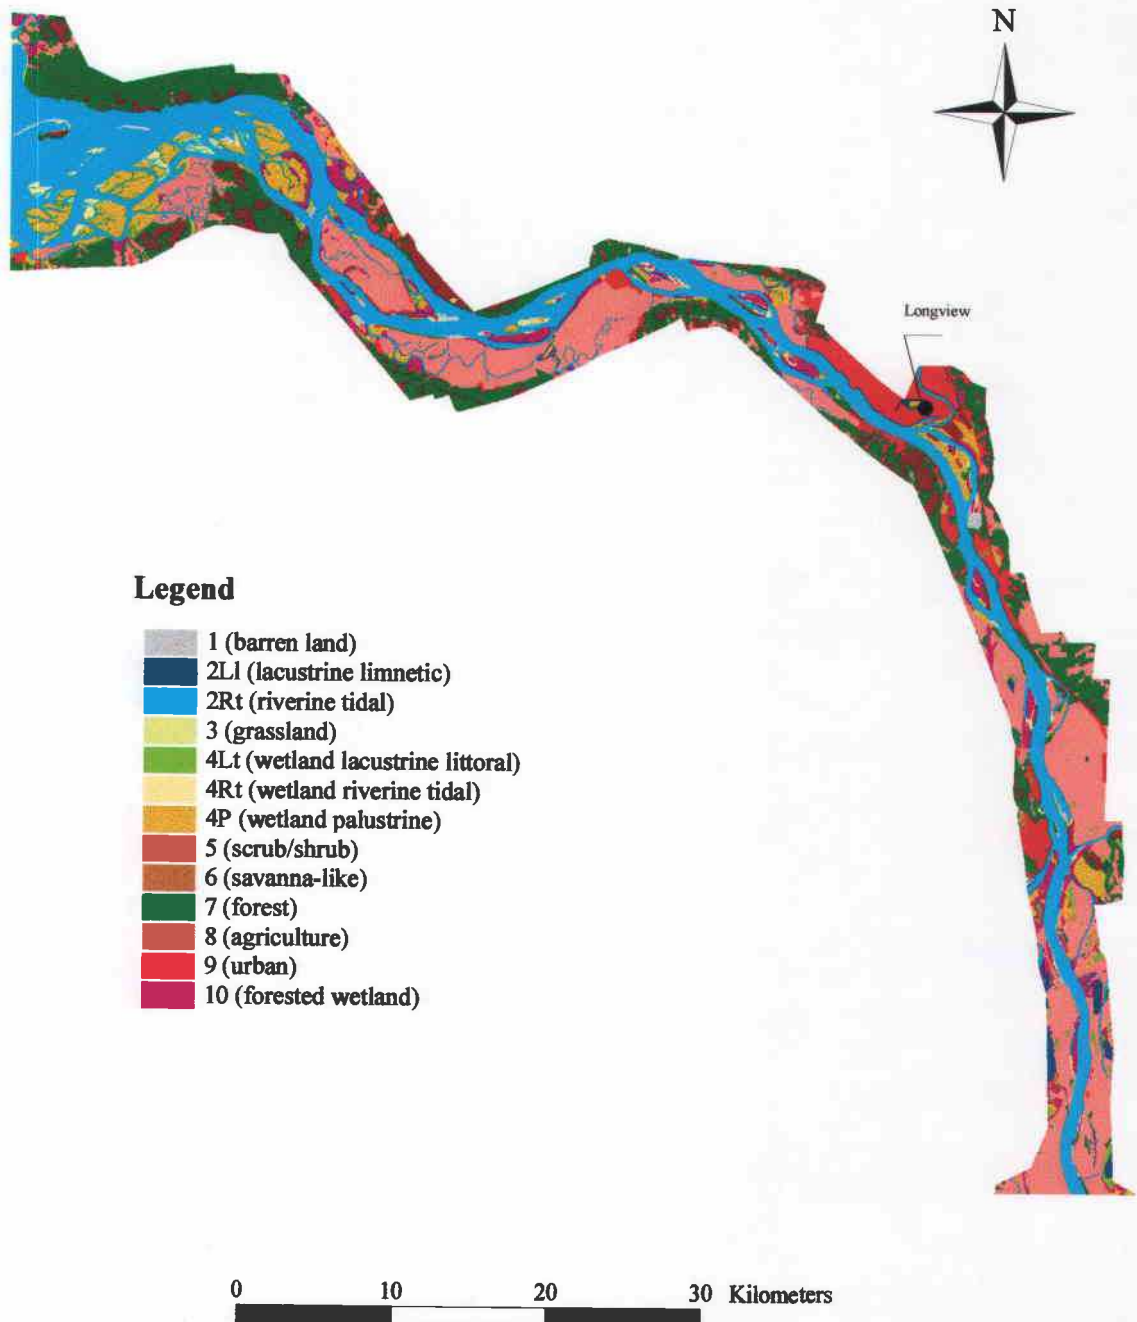 N
Longview
Legend
1 (barren land)
2Ll (lacustrine limnetic)
2Rt (riverine tidal)
3 (grassland)
4Lt (wetland lacustrine littoral)
4Rt (wetland riverine tidal)
4P (wetland palustrine)
5 (scrub/shrub)
6 (savanna-like)
7 (forest)
8 (agriculture)
9 (urban)
10 (forested wetland)
0 10 20 30 Kilometers